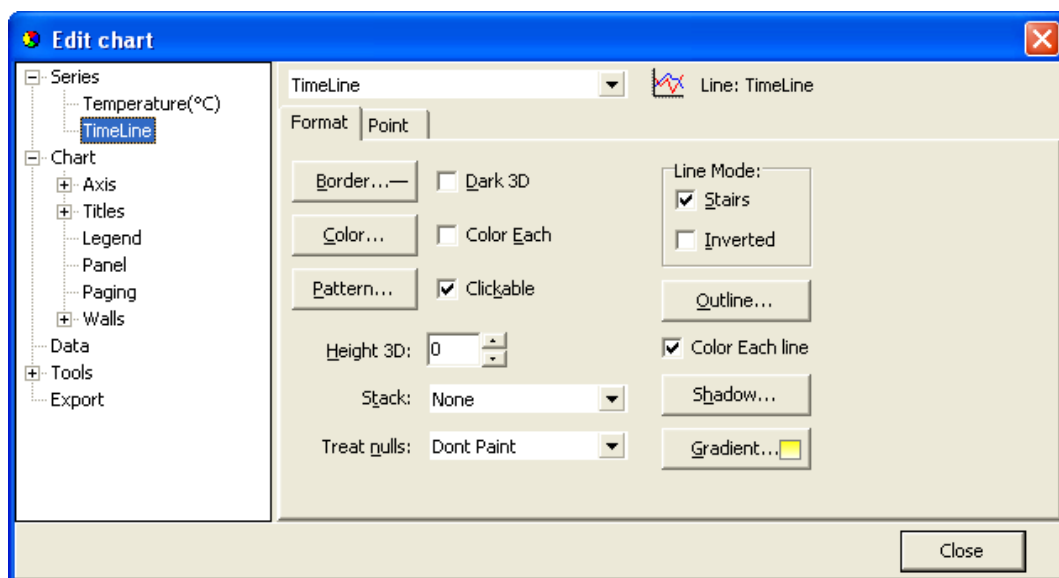 Edit chart
Series
Temperature(°C)
TimeLine
Chart
Axis
Titles
Legend
Panel
Paging
Walls
Data
Tools
Export
TimeLine
Line: TimeLine
Format
Point
Border...
Dark 3D
Color...
Color Each
Pattern...
Clickable
Height 3D:
0
Stack:
None
Treat nulls:
Dont Paint
Line Mode:
Stairs
Inverted
Outline...
Color Each line
Shadow...
Gradient...
Close